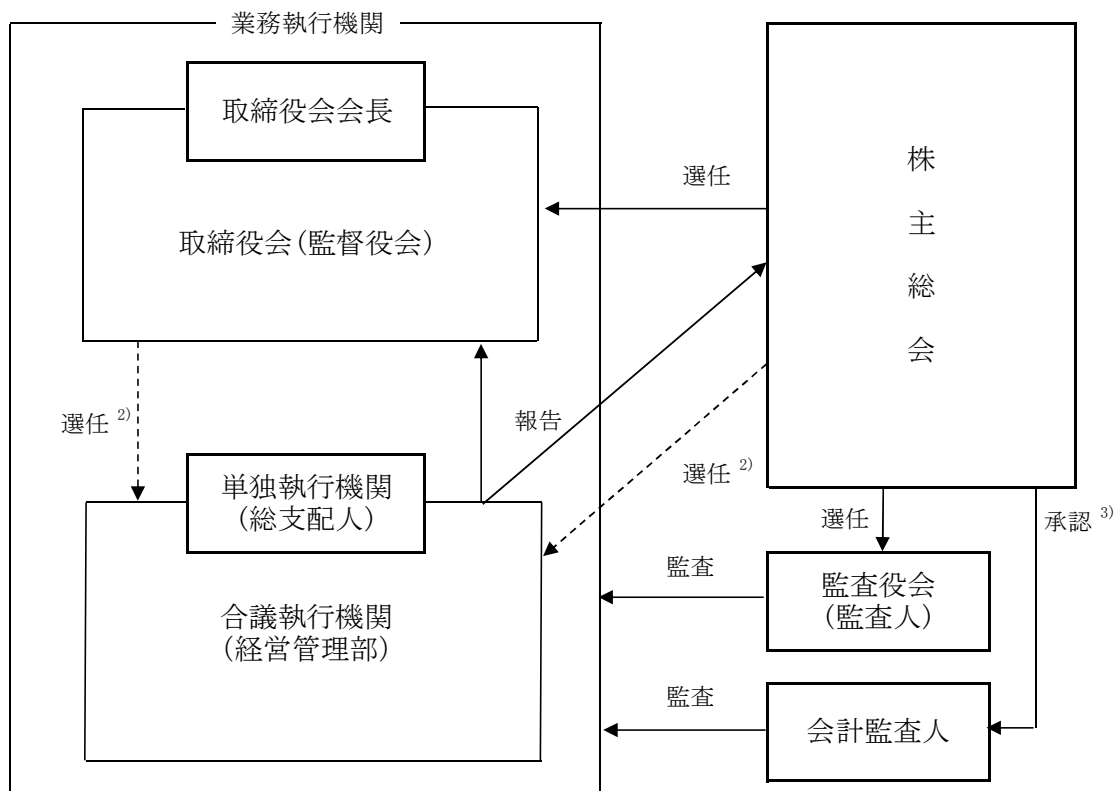 業務執行機関
取締役会会長
取締役会(監督役会)
選任
株
主
総
会
選任 2)
報告
選任 2)
単独執行機関
(総支配人)
合議執行機関
(経営管理部)
選任
承認 3)
監査
監査役会
(監査人)
監査
会計監査人